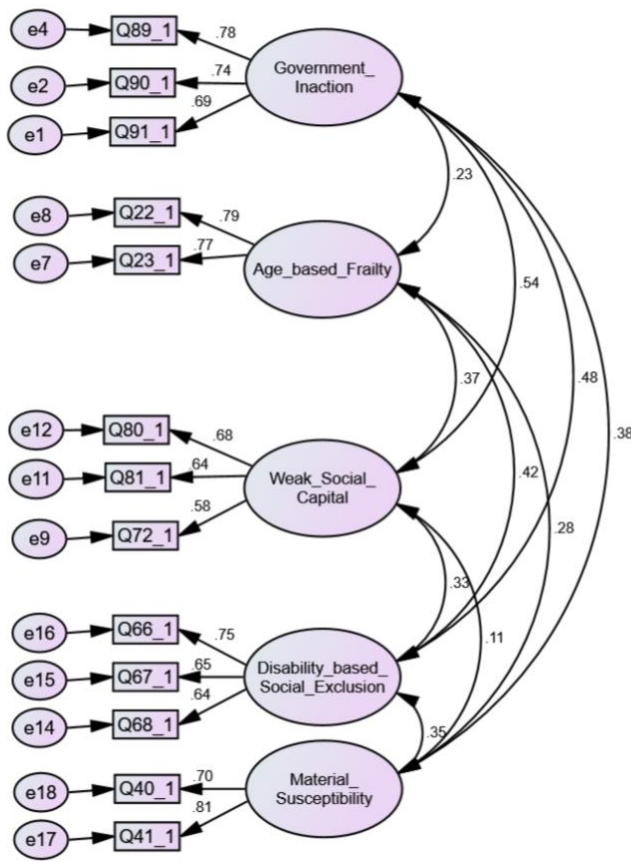 e4 Q89_1 .78
e2 Q90_1 .74
e1 Q91_1 .69
Government_
Inaction
.23
e8 Q22_1 .79
e7 Q23_1 .77
Age_based_Frailty
.54
.37
.48
.38
e12 Q80_1 .68
e11 Q81_1 .64
e9 Q72_1 .58
Weak_Social_
Capital
.42
.28
.33
.11
e16 Q66_1 .75
e15 Q67_1 .65
e14 Q68_1 .64
Disability_based_
Social_Exclusion
.35
e18 Q40_1 .70
e17 Q41_1 .81
Material_
Susceptibility